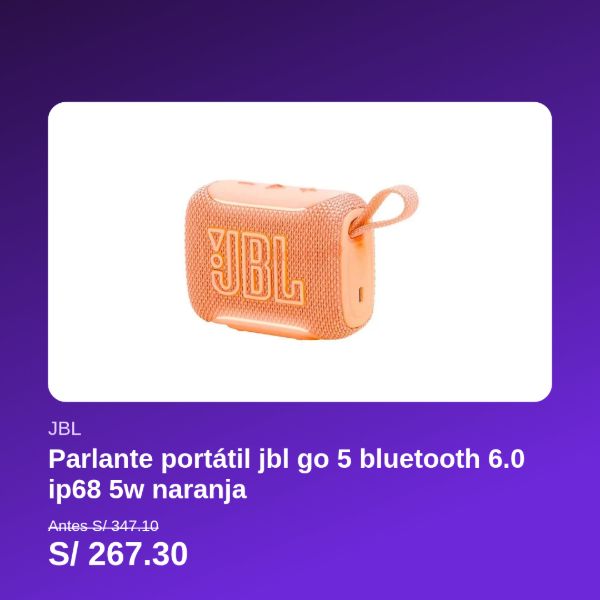 JBL
JBL
Parlante portátil jbl go 5 bluetooth 6.0
ip68 5w naranja
Antes S/ 347.10
S/ 267.30